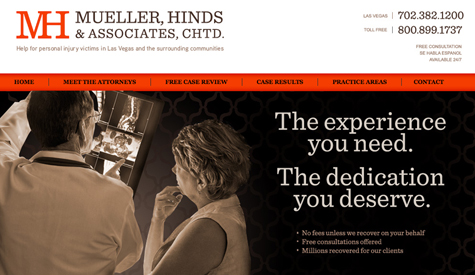 MH MUELLER, HINDS
& ASSOCIATES, CHTD.
Help for personal injury victims in Las Vegas and the surrounding communities
LAS VEGAS | 702.382.1200
TOLL FREE | 800.899.1737
FREE CONSULTATION
SE HABLA ESPANOL
AVAILABLE 24/7
HOME | MEET THE ATTORNEYS | FREE CASE REVIEW | CASE RESULTS | PRACTICE AREAS | CONTACT
The experience
you need.
The dedication
you deserve.
• No fees unless we recover on your behalf
• Free consultations offered
• Millions recovered for our clients